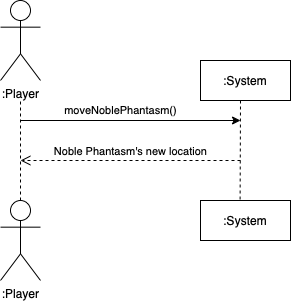 :Player
:System
moveNoblePhantasm()
Noble Phantasm's new location
:Player
:System